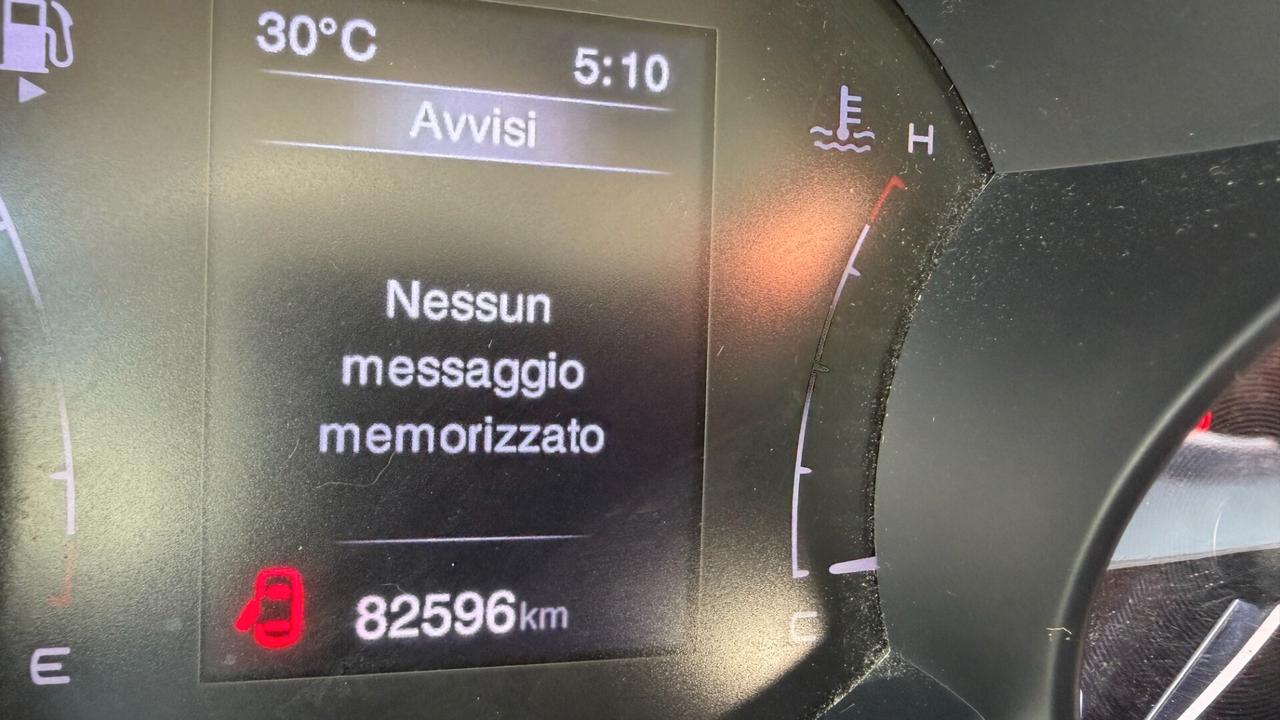 30°C
5:10
Avvisi
H
Nessun
messaggio
memorizzato
82596km
E
C